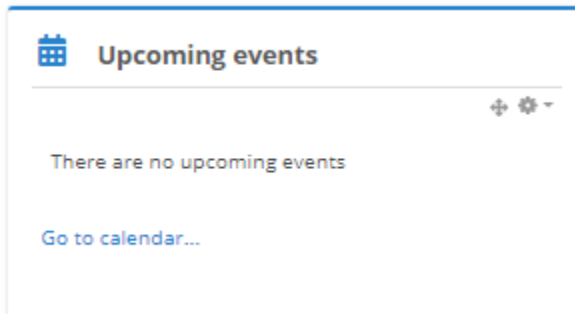 Upcoming events
There are no upcoming events
Go to calendar...